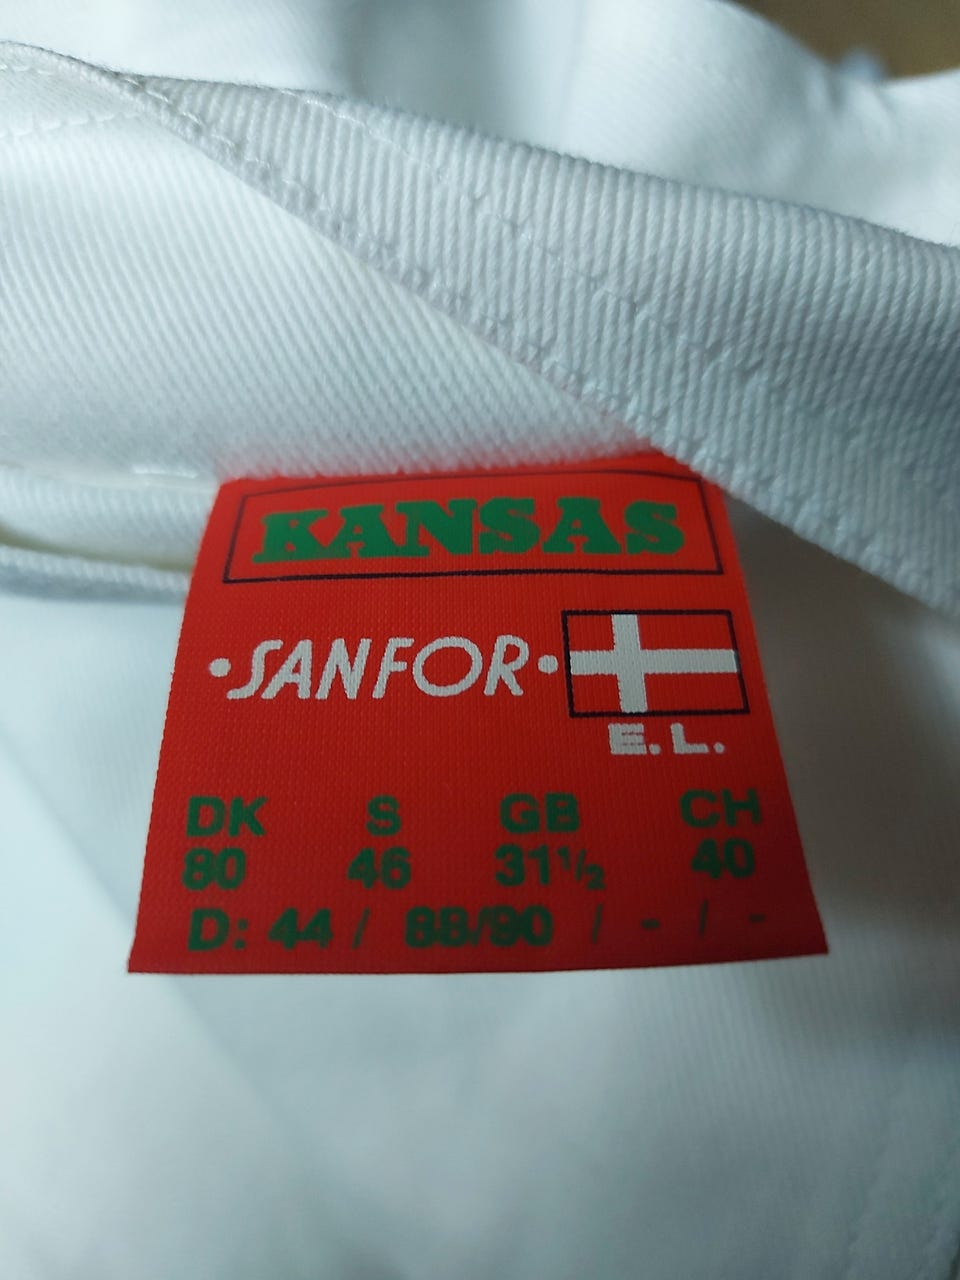 KANSAS
•SANFOR•
E. L.
DK S GB CH
80 46 31½ 40
D: 44 / 88/90 / - / -